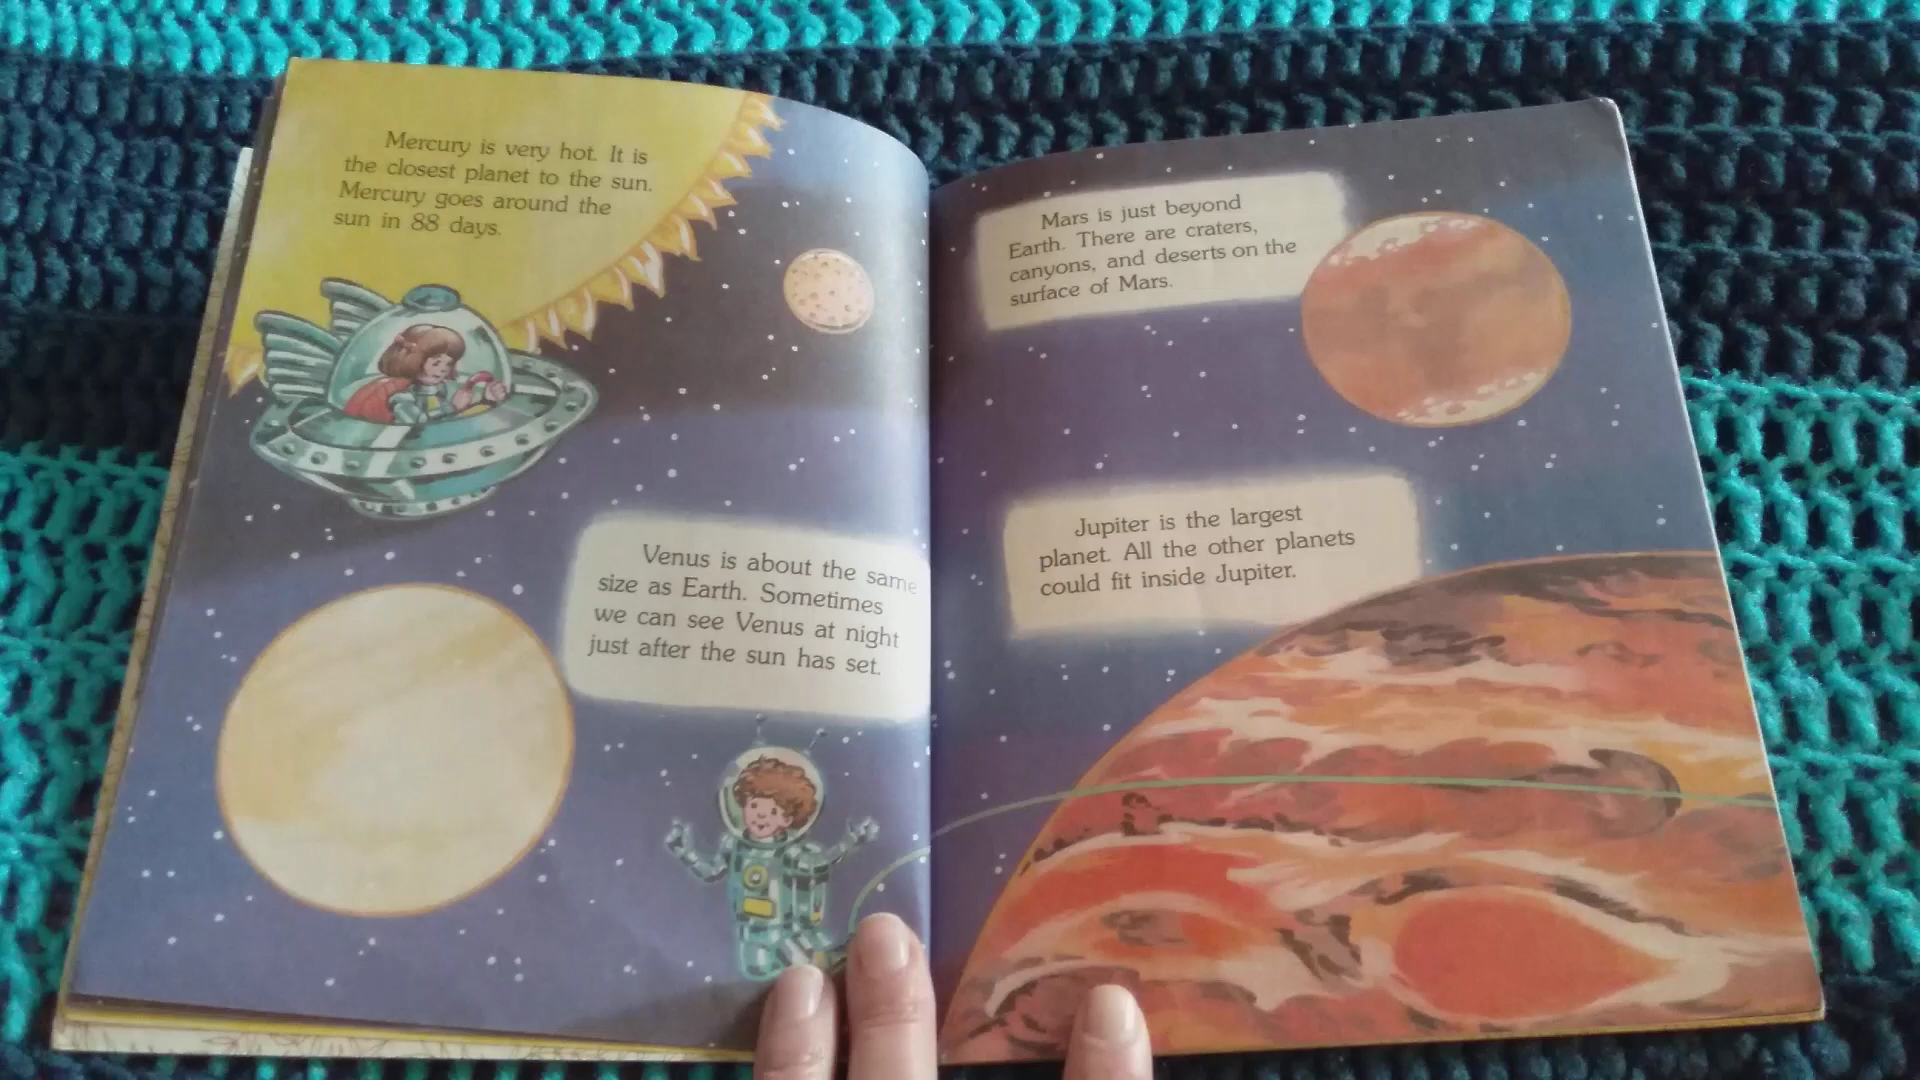 Mercury is very hot. It is
the closest planet to the sun.
Mercury goes around the
sun in 88 days.
Venus is about the same
size as Earth. Sometimes
we can see Venus at night
just after the sun has set.
Mars is just beyond
Earth. There are craters,
canyons, and deserts on the
surface of Mars.
Jupiter is the largest
planet. All the other planets
could fit inside Jupiter.